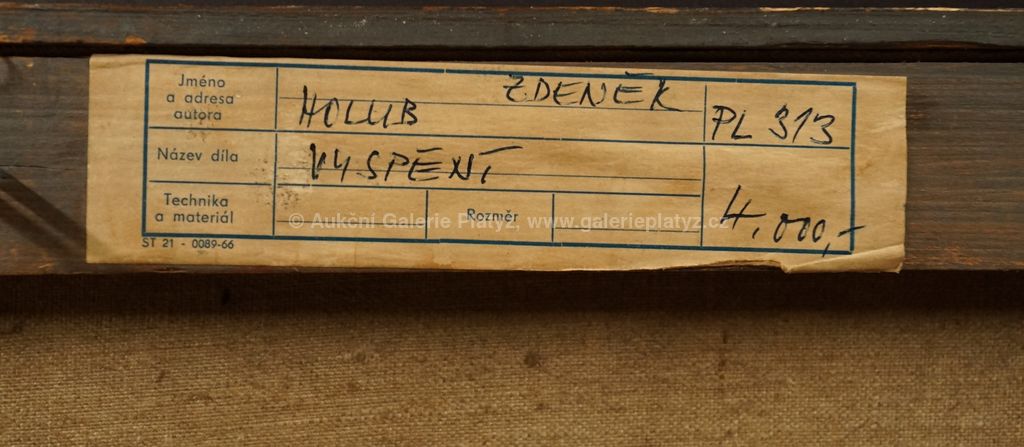 Jméno
a adresa
autora
HOLUB ZDENĚK
PL 313
Název díla
VYSPĚNÍ
Technika
a materiál
Rozměr
4.000,-
© Aukční Galerie Platýz, www.galerieplatyz.cz
ST 21 - 0089-66